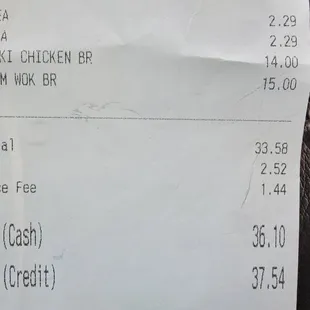 EA 2.29
A 2.29
KI CHICKEN BR 14.00
M WOK BR 15.00
al 33.58
2.52
ce Fee 1.44
(Cash) 36.10
(Credit) 37.54